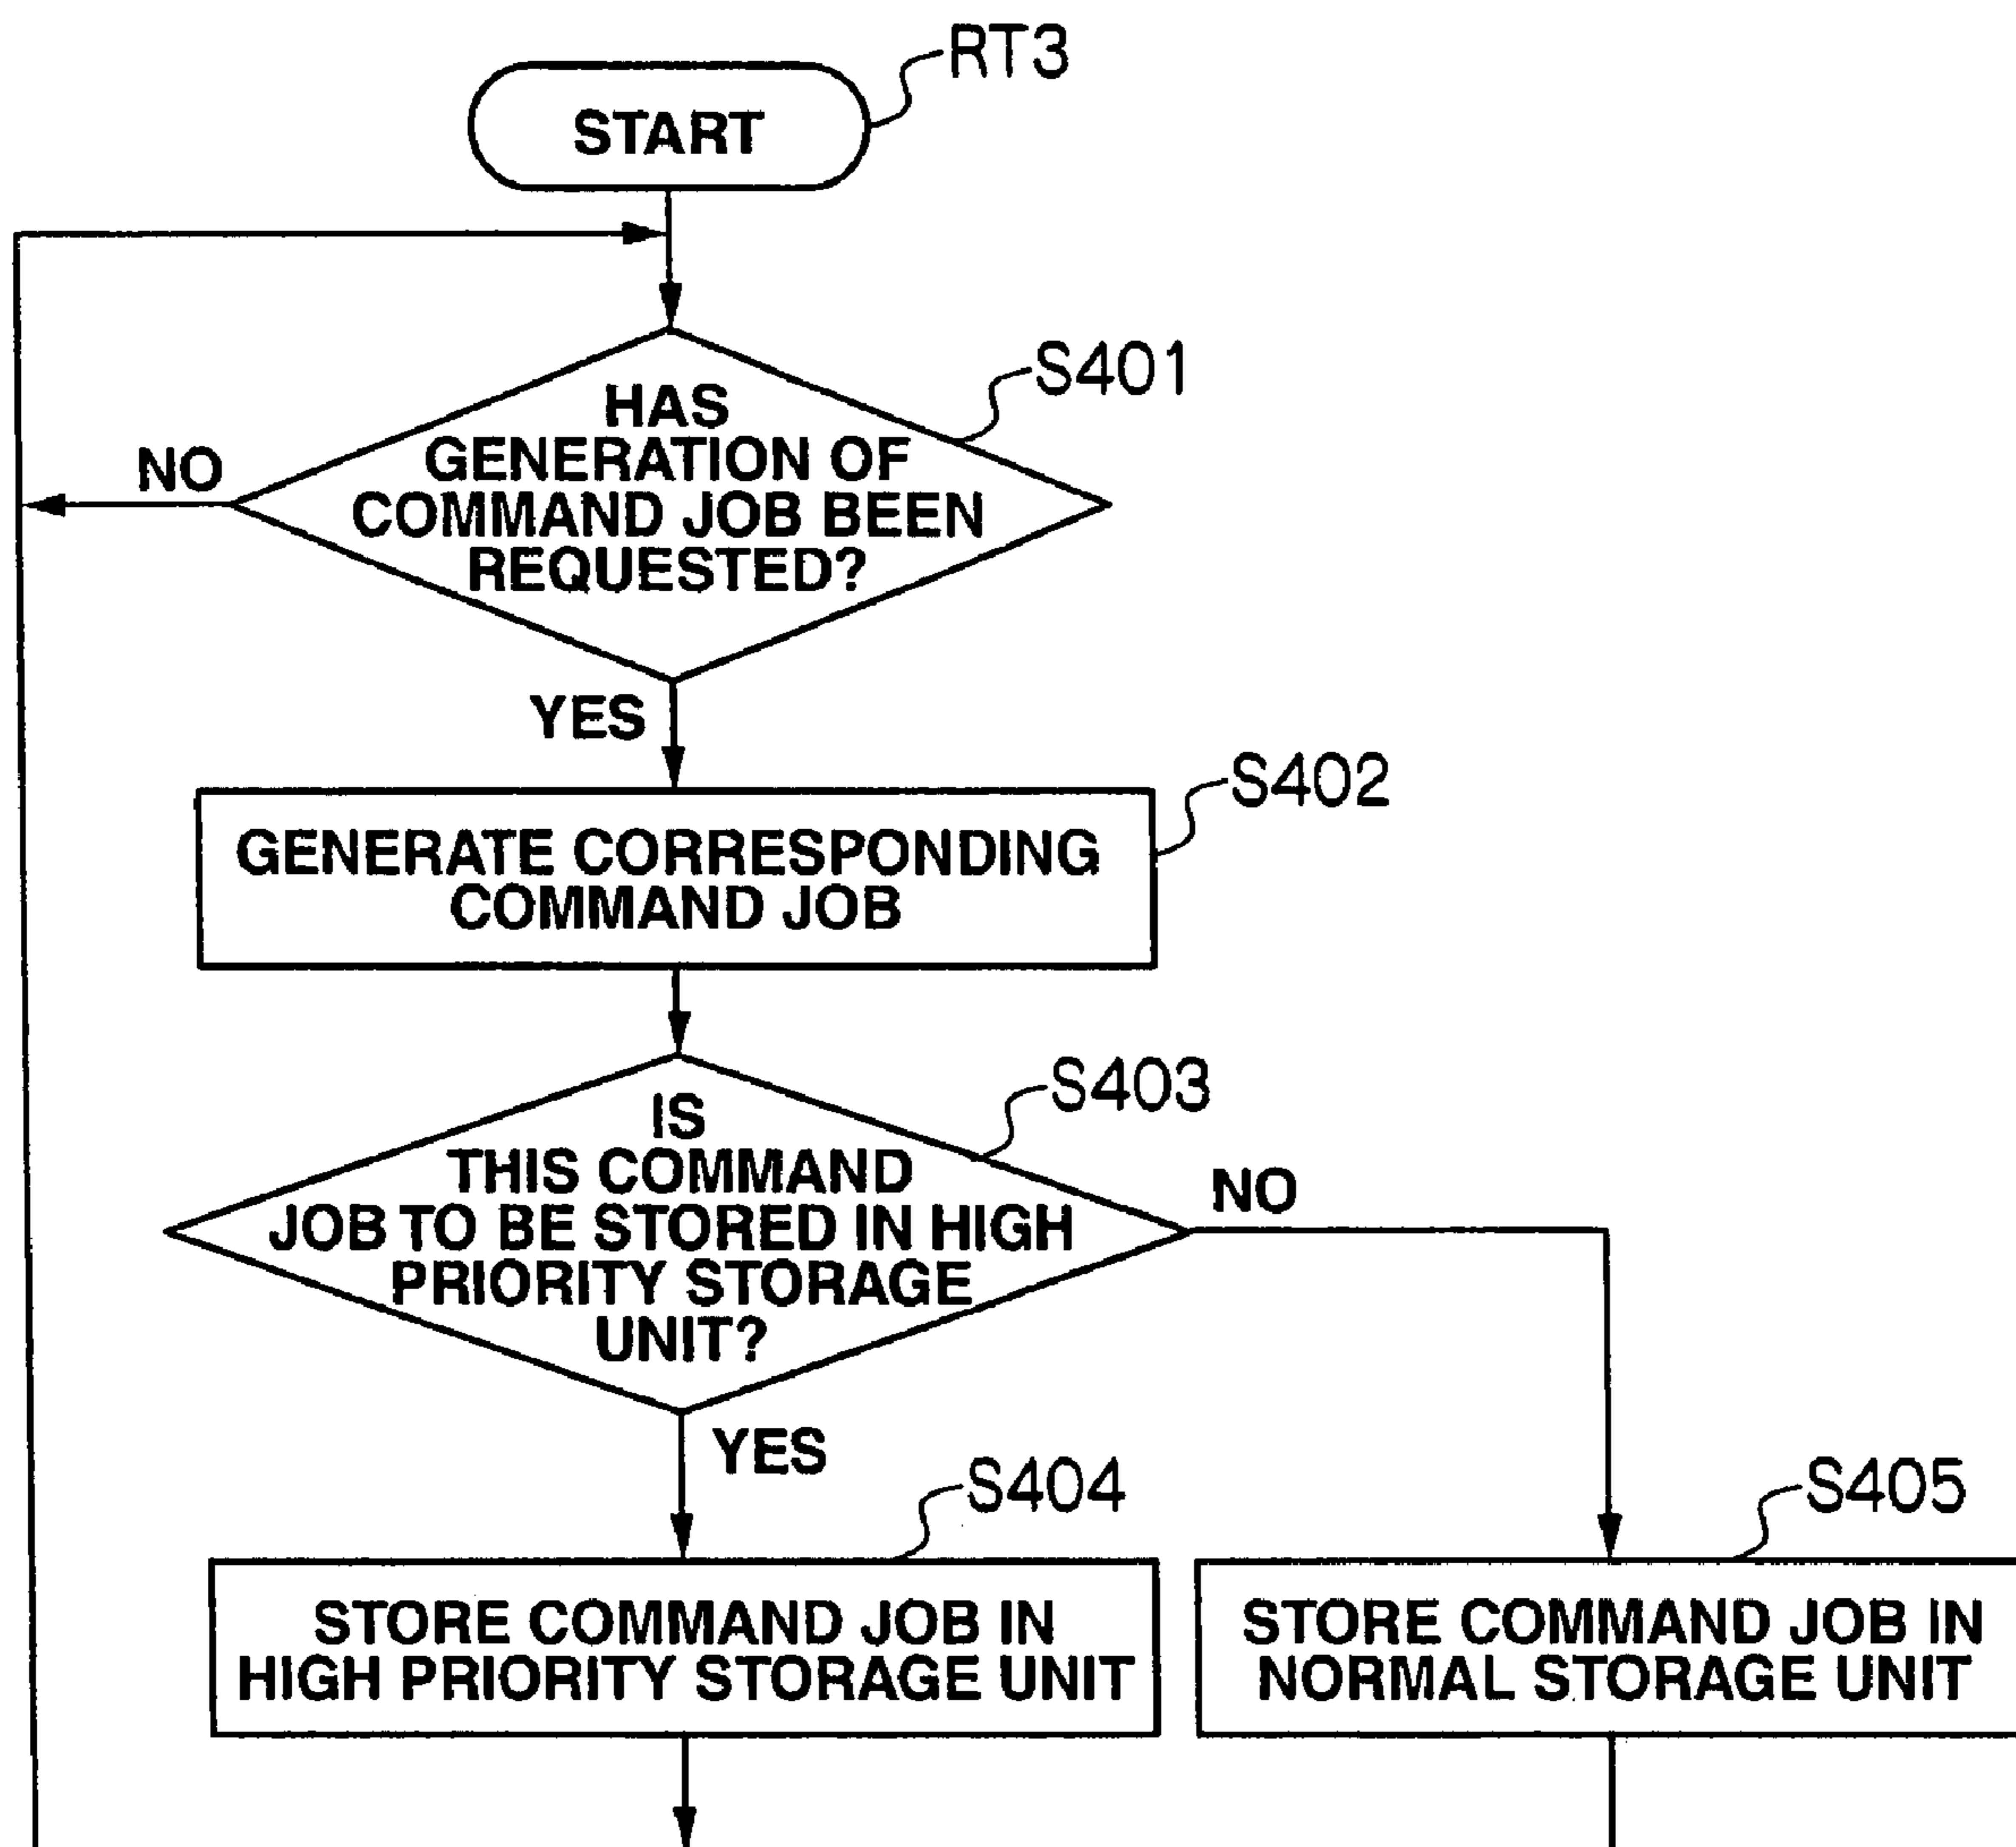 RT3
START
S401
HAS
GENERATION OF
COMMAND JOB BEEN
REQUESTED?
NO
YES
S402
GENERATE CORRESPONDING
COMMAND JOB
S403
IS
THIS COMMAND
JOB TO BE STORED IN HIGH
PRIORITY STORAGE
UNIT?
NO
YES
S404
S405
STORE COMMAND JOB IN
HIGH PRIORITY STORAGE UNIT
STORE COMMAND JOB IN
NORMAL STORAGE UNIT